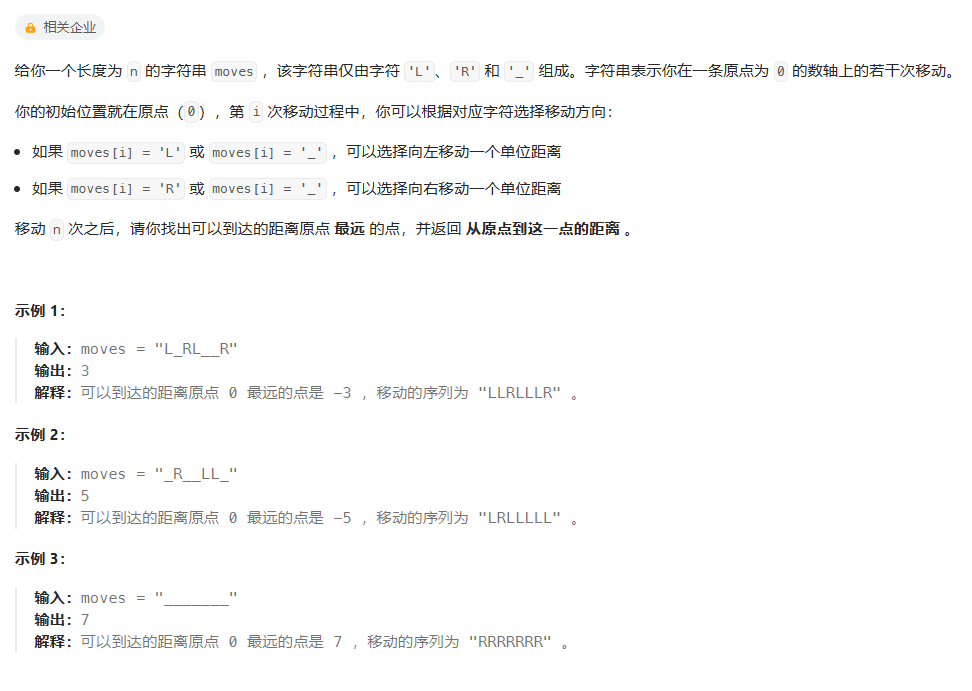 相关企业
给你一个长度为 n 的字符串 moves ，该字符串仅由字符 'L'、'R' 和 '_' 组成。字符串表示你在一条原点为 0 的数轴上的若干次移动。
你的初始位置就在原点（0），第 i 次移动过程中，你可以根据对应字符选择移动方向：
• 如果 moves[i] = 'L' 或 moves[i] = '_' ，可以选择向左移动一个单位距离
• 如果 moves[i] = 'R' 或 moves[i] = '_' ，可以选择向右移动一个单位距离
移动 n 次之后，请你找出可以到达的距离原点 最远 的点，并返回 从原点到这一点的距离 。
示例 1：
输入：moves = "L_RL__R"
输出：3
解释：可以到达的距离原点 0 最远的点是 -3 ，移动的序列为 "LLRLLLR" 。
示例 2：
输入：moves = "_R__LL_"
输出：5
解释：可以到达的距离原点 0 最远的点是 -5 ，移动的序列为 "LRLLLLL" 。
示例 3：
输入：moves = "_______"
输出：7
解释：可以到达的距离原点 0 最远的点是 7 ，移动的序列为 "RRRRRRR" 。